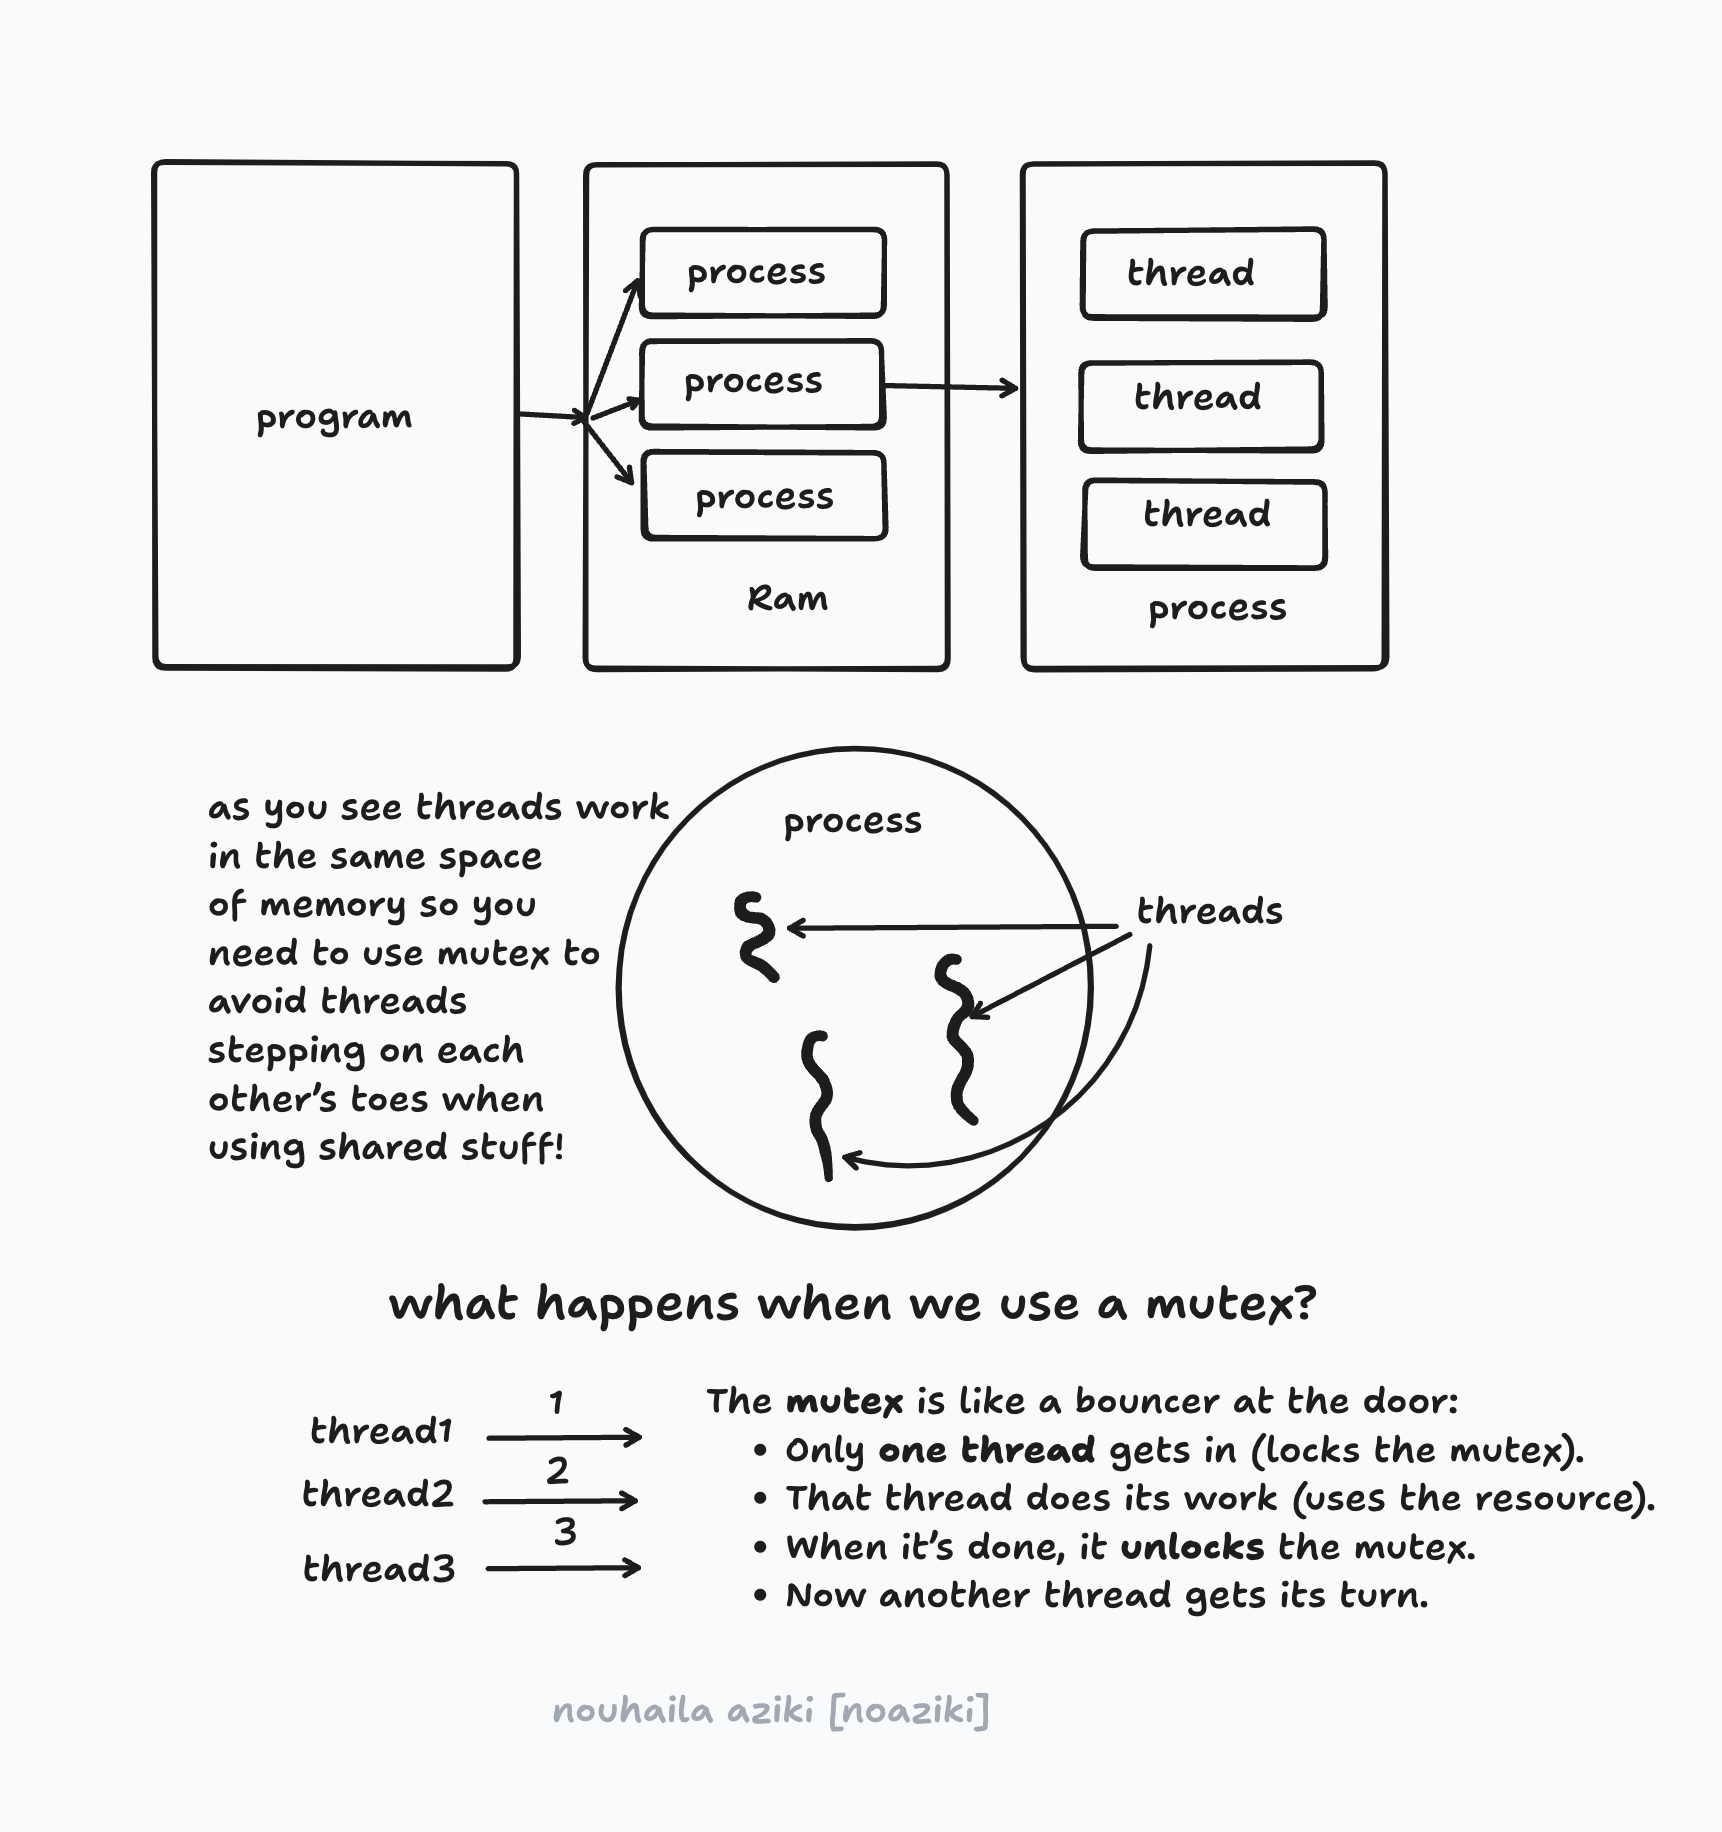 program
process
process
process
Ram
thread
thread
thread
process
as you see threads work
in the same space
of memory so you
need to use mutex to
avoid threads
stepping on each
other's toes when
using shared stuff!
process
threads
what happens when we use a mutex?
thread1
1
thread2
2
thread3
3
The mutex is like a bouncer at the door:
• Only one thread gets in (locks the mutex).
• That thread does its work (uses the resource).
• When it's done, it unlocks the mutex.
• Now another thread gets its turn.
nouhaila aziki [noaziki]